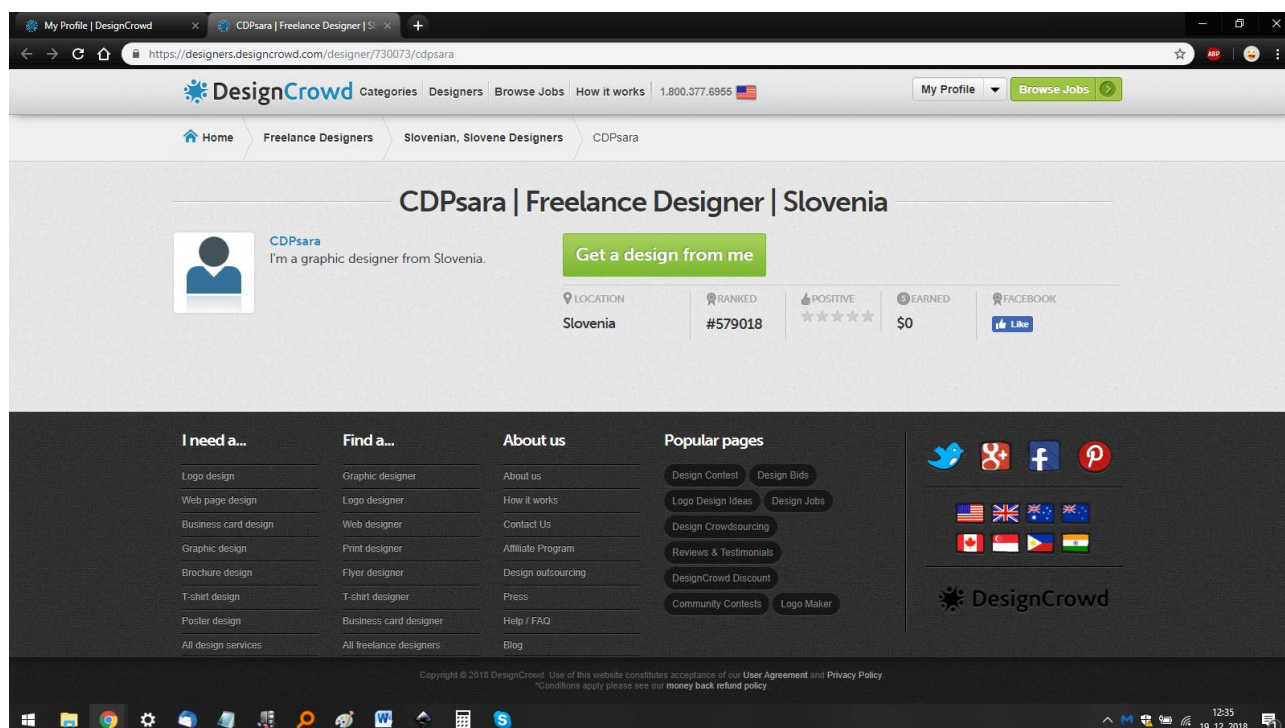 My Profile | DesignCrowd
CDPsara | Freelance Designer | Sl
https://designers.designcrowd.com/designer/730073/cdpsara
ABP
DesignCrowd Categories Designers Browse Jobs How it works 1.800.377.6955
My Profile
Browse Jobs
Home Freelance Designers Slovenian, Slovene Designers CDPsara
CDPsara | Freelance Designer | Slovenia
CDPsara
I'm a graphic designer from Slovenia.
Get a design from me
LOCATION RANKED POSITIVE EARNED FACEBOOK
Slovenia #579018 $0 Like
I need a...
Logo design
Web page design
Business card design
Graphic design
Brochure design
T-shirt design
Poster design
All design services
Find a...
Graphic designer
Logo designer
Web designer
Print designer
Flyer designer
T-shirt designer
Business card designer
All freelance designers
About us
About us
How it works
Contact Us
Affiliate Program
Design outsourcing
Press
Help / FAQ
Blog
Popular pages
Design Contest Design Bids
Logo Design Ideas Design Jobs
Design Crowdsourcing
Reviews & Testimonials
DesignCrowd Discount
Community Contests Logo Maker
DesignCrowd
Copyright © 2018 DesignCrowd. Use of this website constitutes acceptance of our User Agreement and Privacy Policy
*Conditions apply please see our money back refund policy
12:35
19. 12. 2018